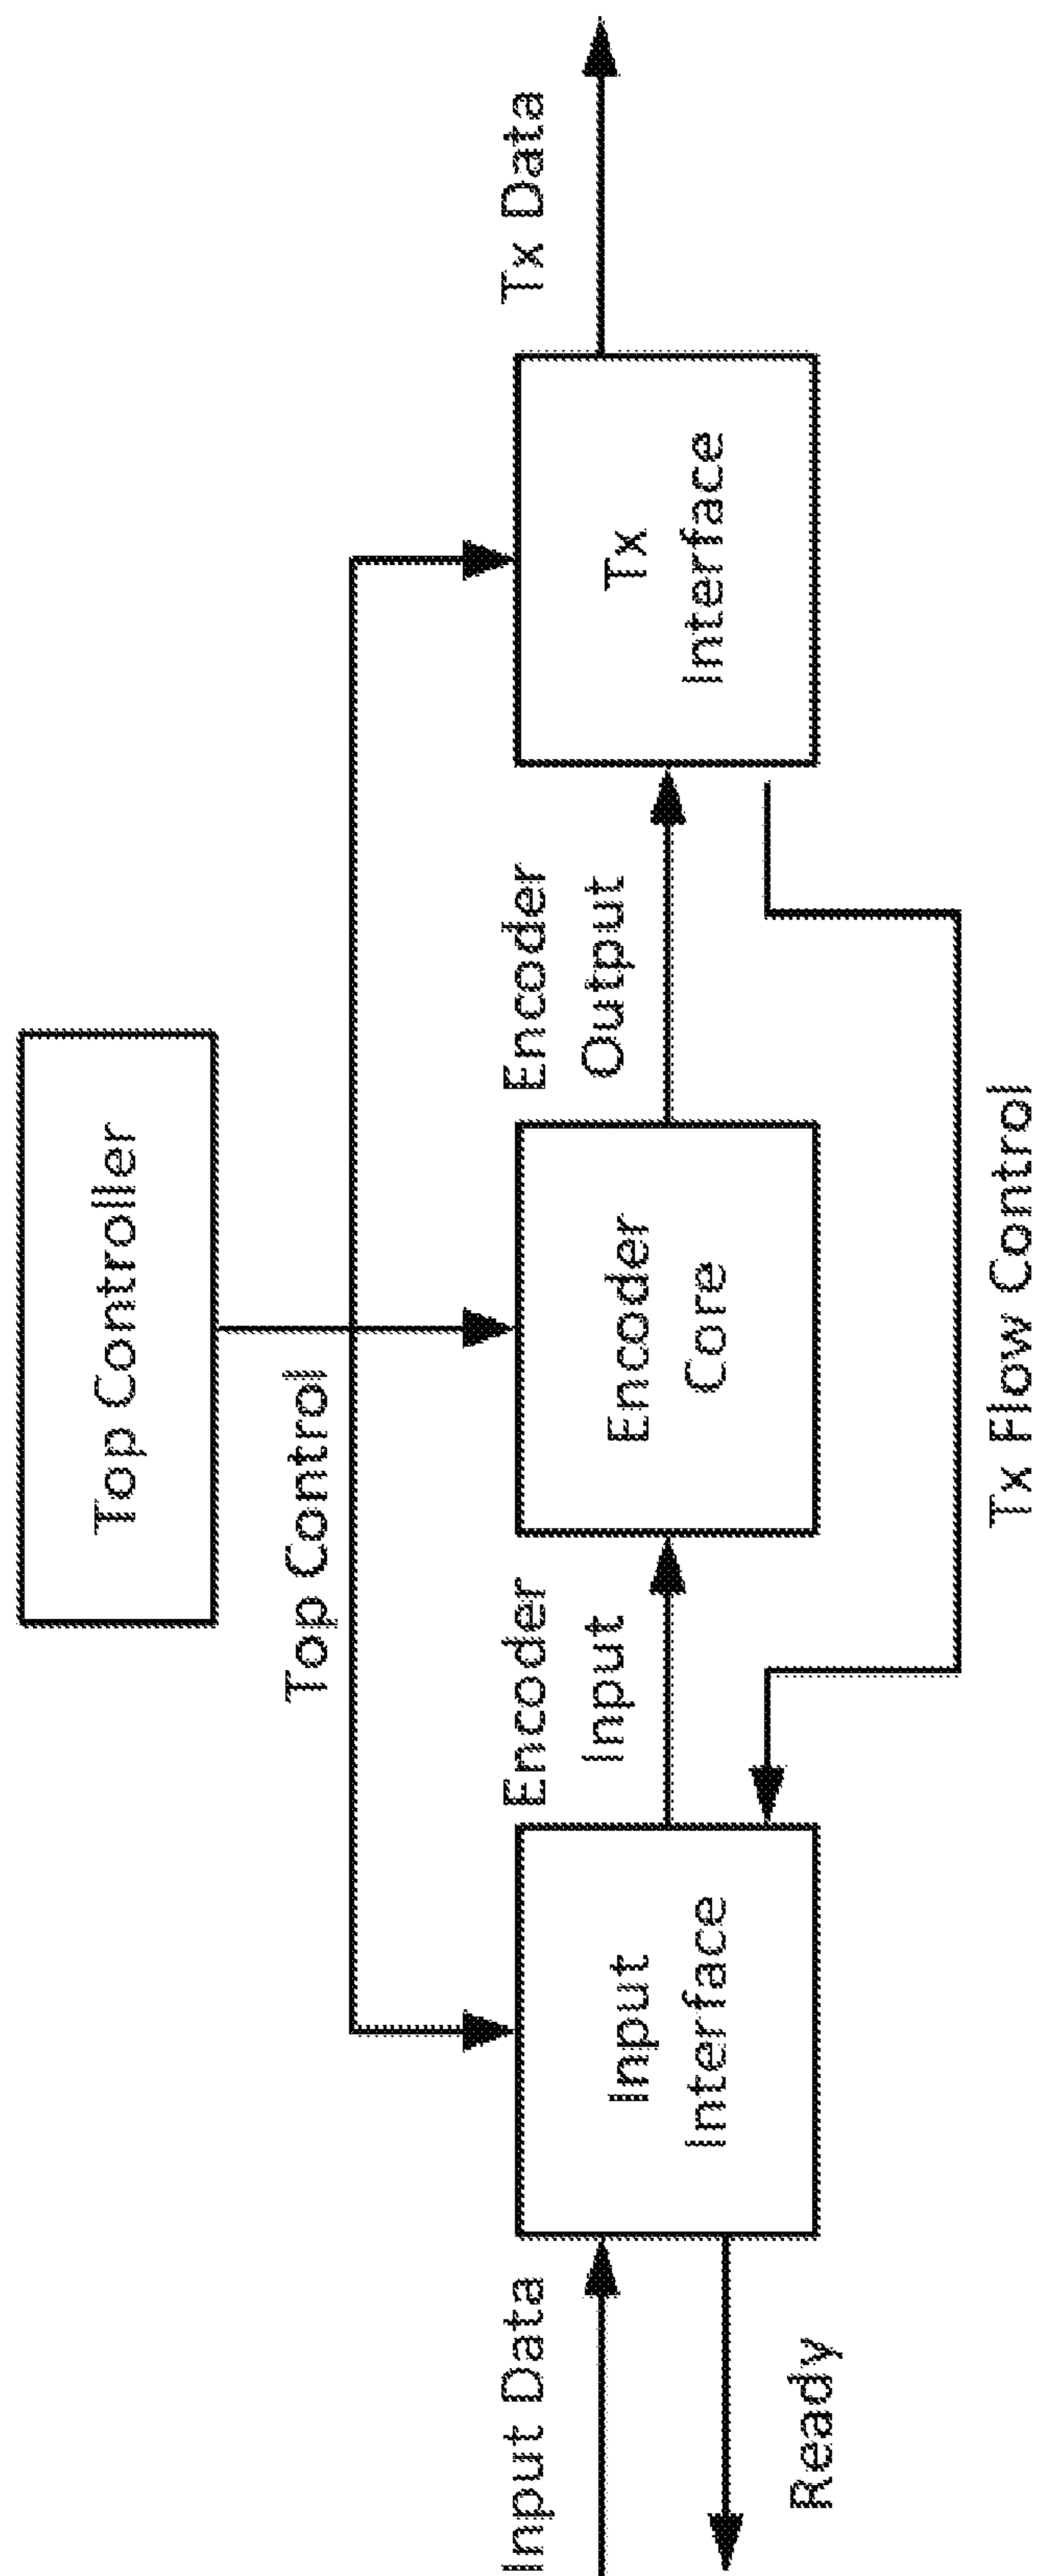 Top Controller
Top Control
Input Data
Ready
Input
Interface
Encoder
Input
Encoder
Core
Encoder
Output
Tx
Interface
Tx Data
Tx Flow Control